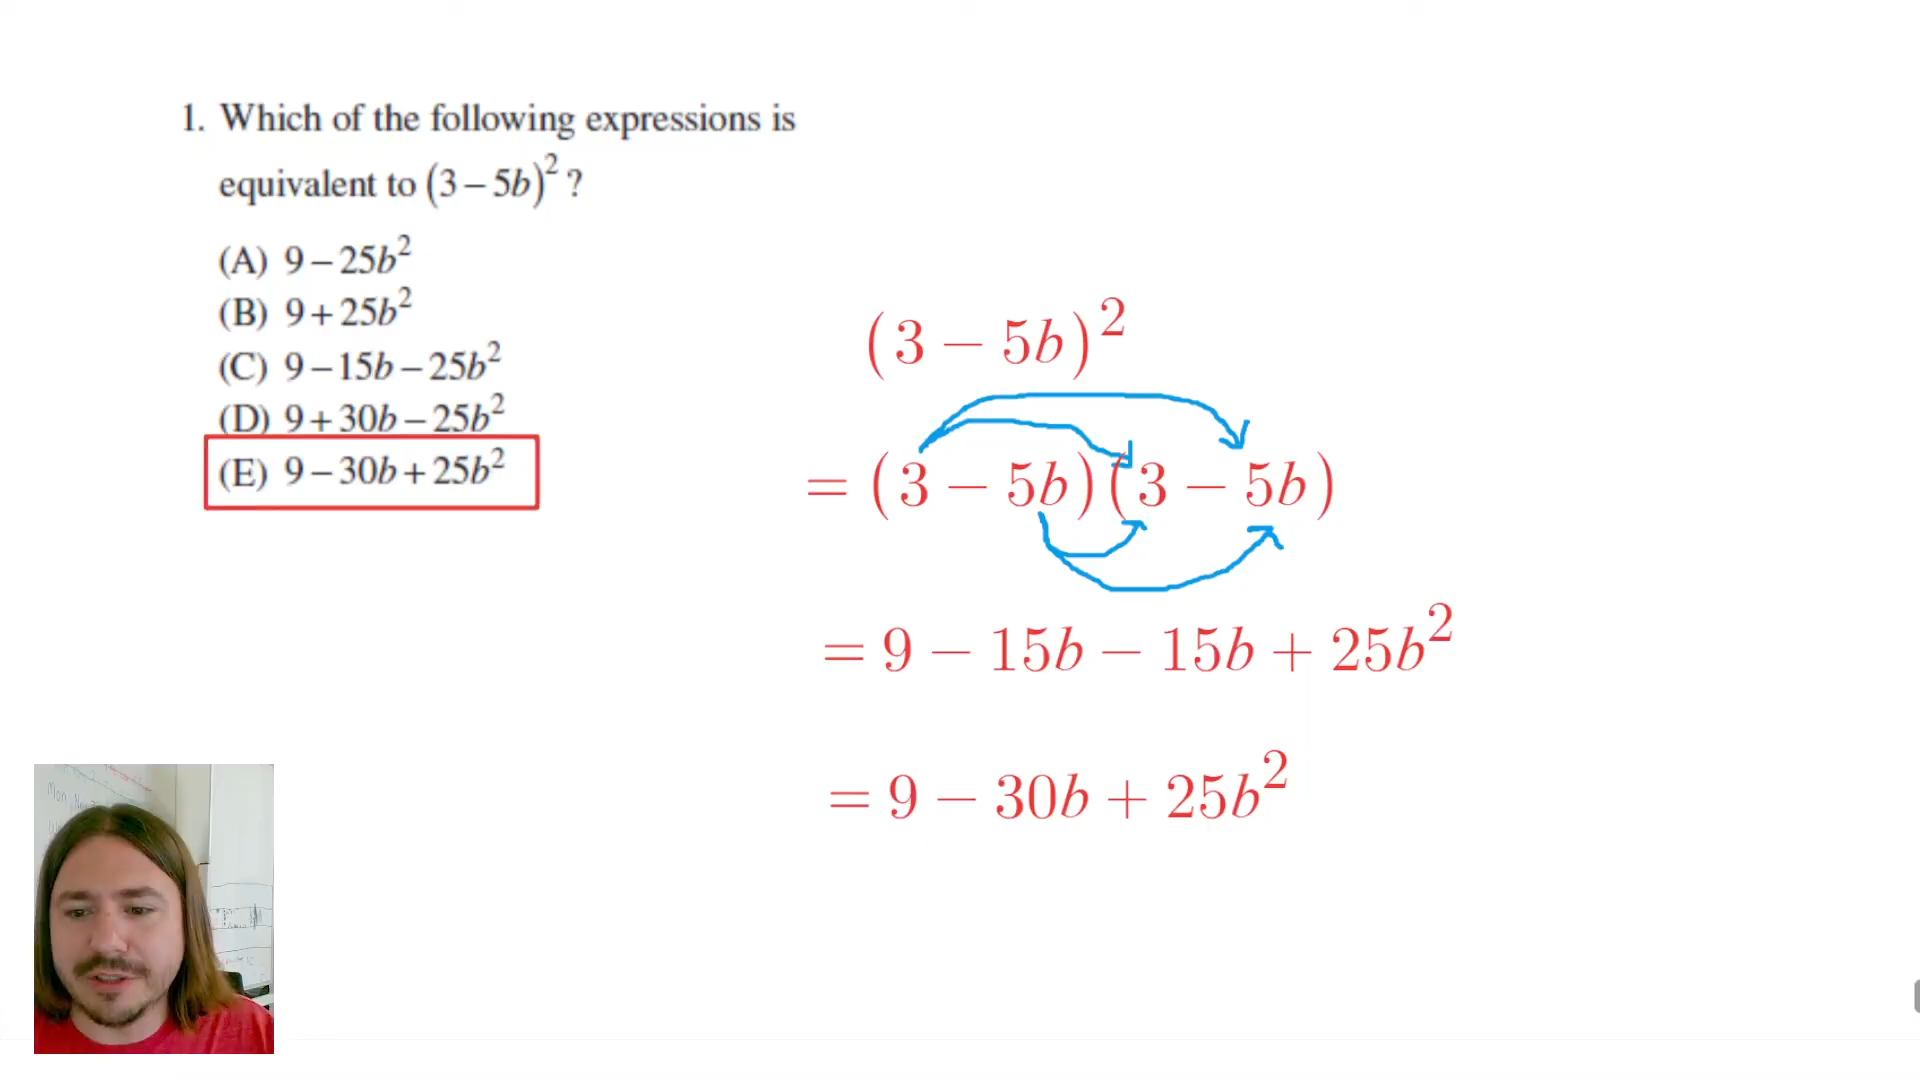 1. Which of the following expressions is
equivalent to (3 – 5b)²?
(A) 9 – 25b²
(B) 9 + 25b²
(C) 9 – 15b – 25b²
(D) 9 + 30b – 25b²
(E) 9 – 30b + 25b²
(3 − 5b)²
= (3 − 5b)(3 − 5b)
= 9 − 15b − 15b + 25b²
= 9 − 30b + 25b²
Mon